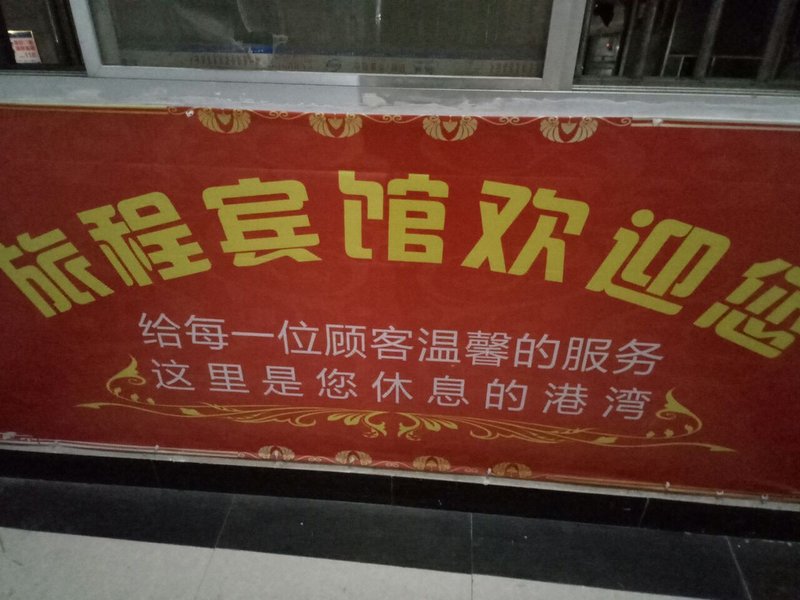 旅程宾馆欢迎您
给每一位顾客温馨的服务
这里是您休息的港湾